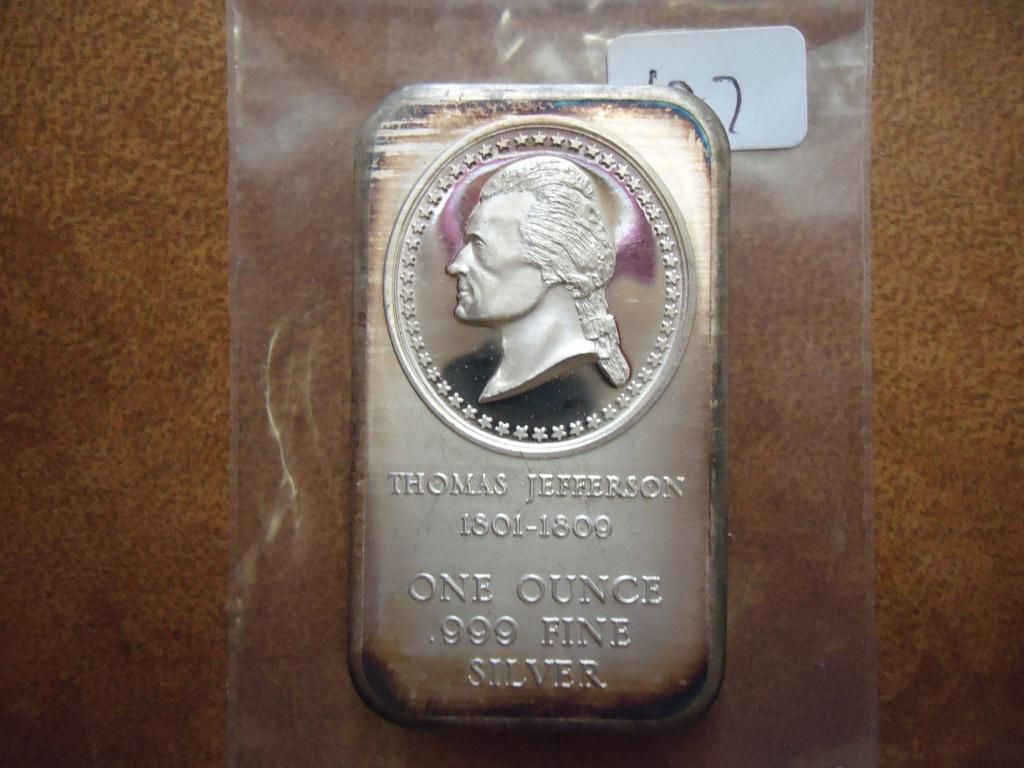 THOMAS JEFFERSON
1801-1809
ONE OUNCE
.999 FINE
SILVER